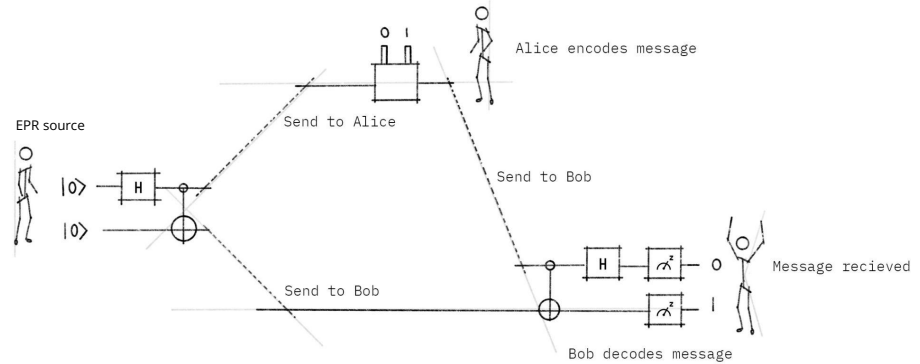 0 1
Alice encodes message
Send to Alice
EPR source
|0⟩ H
|0⟩
Send to Bob
H z 0
Message recieved
Send to Bob
z 1
Bob decodes message